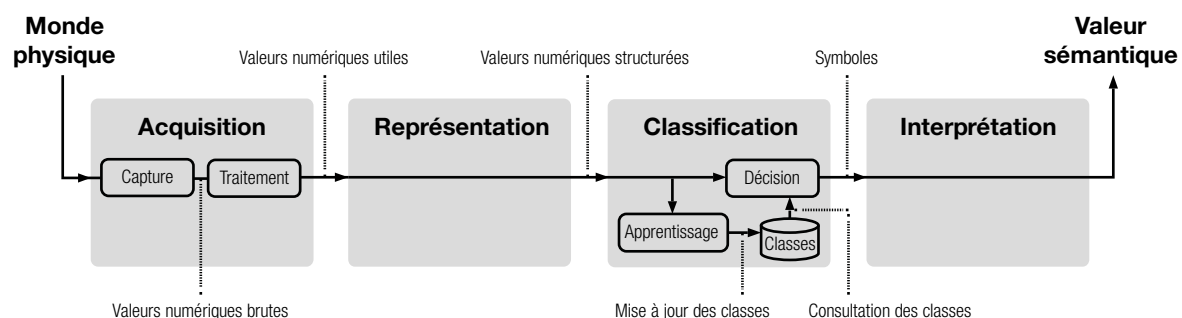 Monde
physique
Valeur
sémantique
Valeurs numériques utiles
Valeurs numériques structurées
Symboles
Acquisition
Représentation
Classification
Interprétation
Capture
Traitement
Décision
Apprentissage
Classes
Valeurs numériques brutes
Mise à jour des classes
Consultation des classes